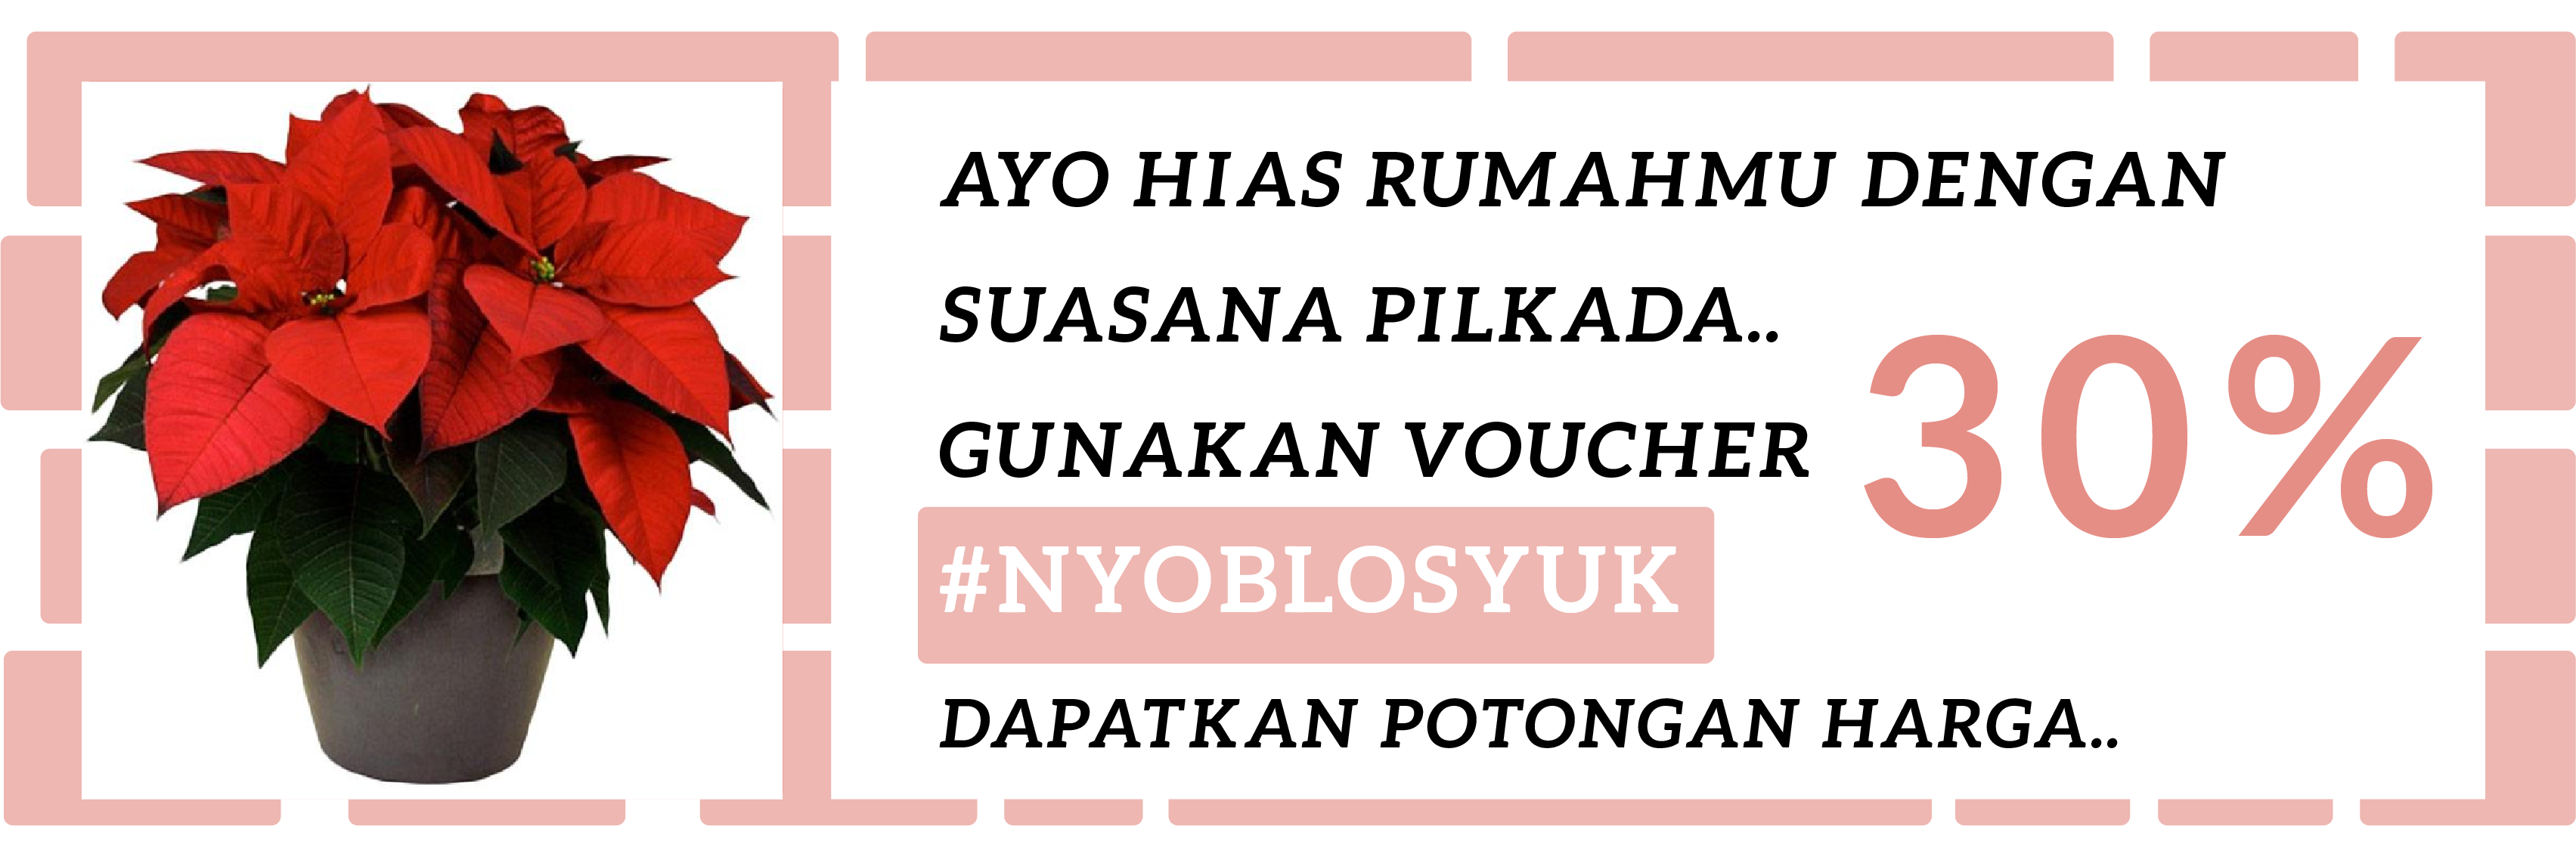 AYO HIAS RUMAHMU DENGAN
SUASANA PILKADA..
GUNAKAN VOUCHER
30%
#NYOBLOSYUK
DAPATKAN POTONGAN HARGA..